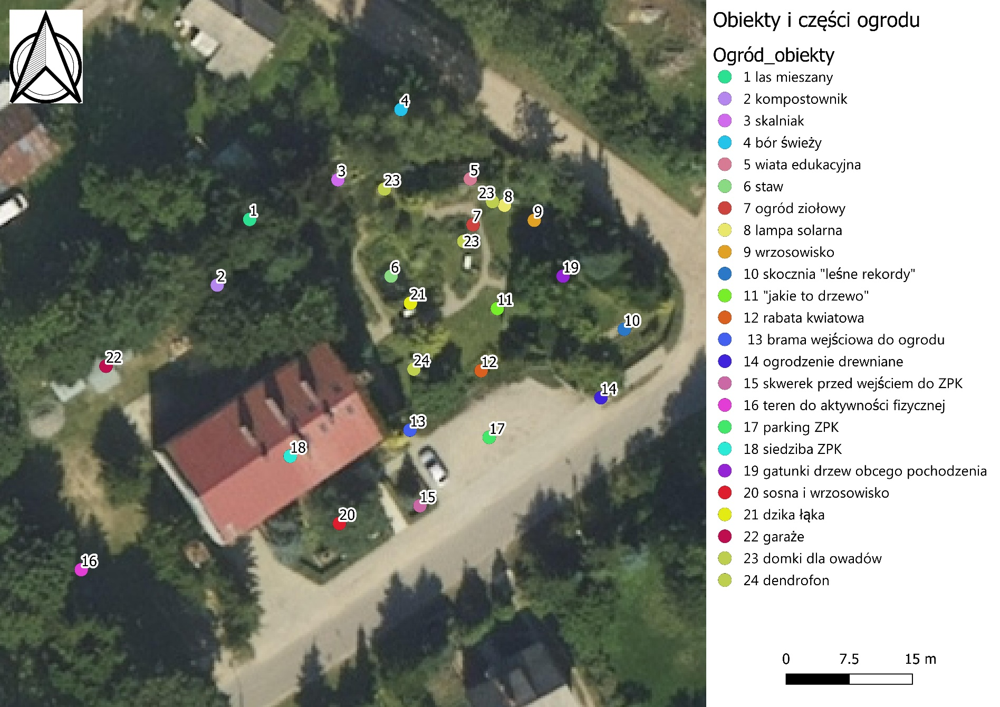 Obiekty i części ogrodu
Ogród_obiekty
1 las mieszany
2 kompostownik
3 skalniak
4 bór świeży
5 wiata edukacyjna
6 staw
7 ogród ziołowy
8 lampa solarna
9 wrzosowisko
10 skocznia "leśne rekordy"
11 "jakie to drzewo"
12 rabata kwiatowa
13 brama wejściowa do ogrodu
14 ogrodzenie drewniane
15 skwerek przed wejściem do ZPK
16 teren do aktywności fizycznej
17 parking ZPK
18 siedziba ZPK
19 gatunki drzew obcego pochodzenia
20 sosna i wrzosowisko
21 dzika łąka
22 garaże
23 domki dla owadów
24 dendrofon
0 7.5 15 m
4
3
23
5
23
8
1
7
9
23
2
6
19
21
11
10
22
24
12
14
13
17
18
15
20
16